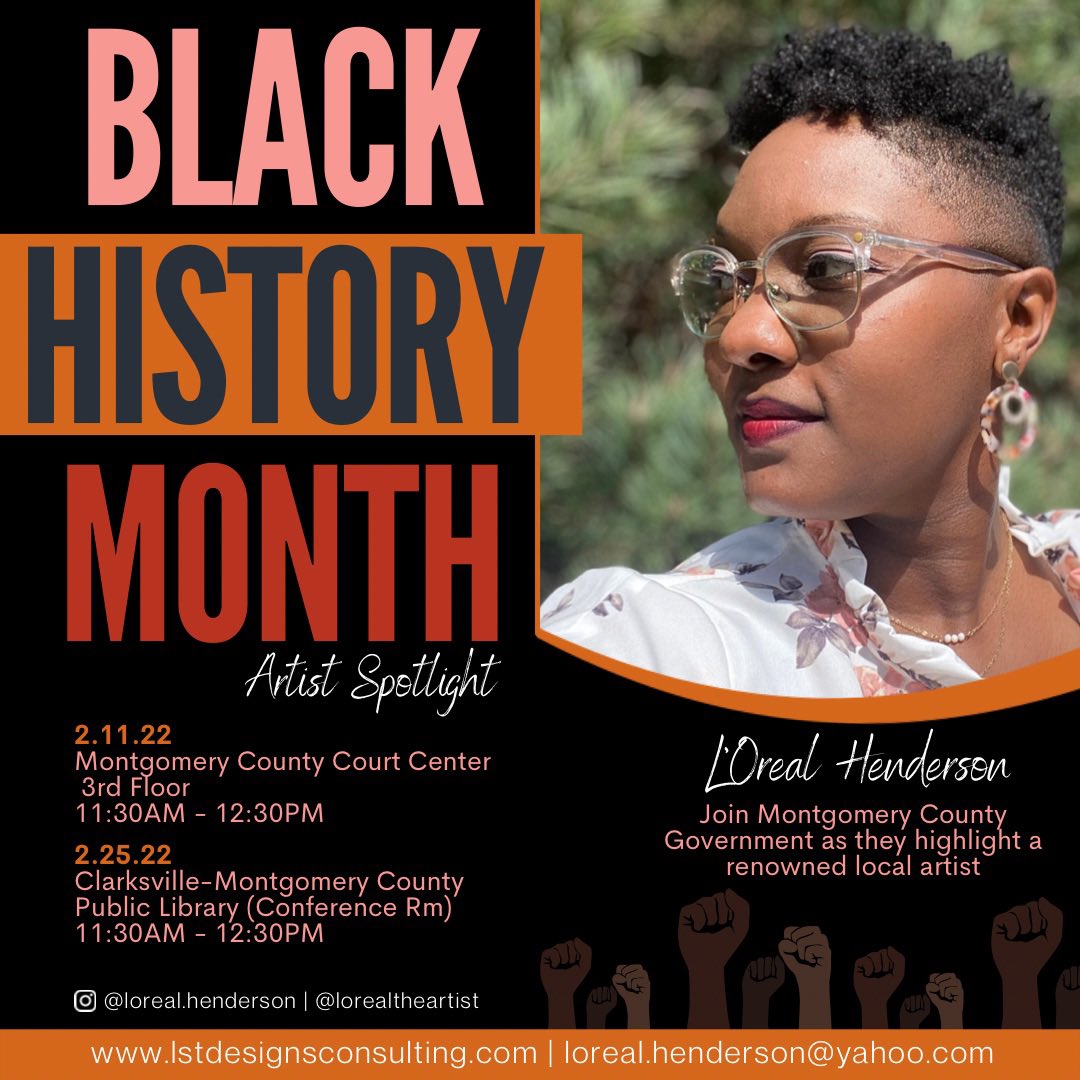 BLACK
HISTORY
MONTH
Artist Spotlight
2.11.22
Montgomery County Court Center
3rd Floor
11:30AM - 12:30PM
2.25.22
Clarksville-Montgomery County
Public Library (Conference Rm)
11:30AM - 12:30PM
@loreal.henderson | @lorealtheartist
L'Oreal Henderson
Join Montgomery County
Government as they highlight a
renowned local artist
www.lstdesignsconsulting.com | loreal.henderson@yahoo.com